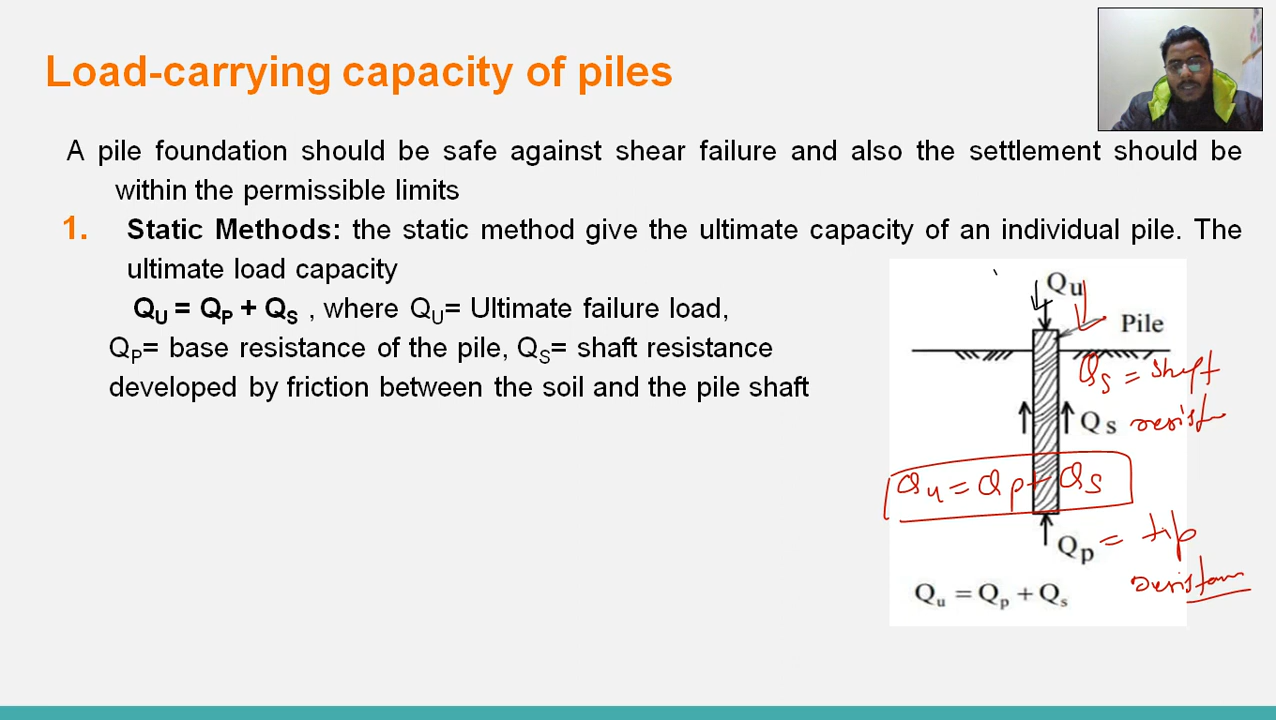 Load-carrying capacity of piles
A pile foundation should be safe against shear failure and also the settlement should be
within the permissible limits
1. Static Methods: the static method give the ultimate capacity of an individual pile. The
ultimate load capacity
QU = QP + QS , where QU= Ultimate failure load,
QP= base resistance of the pile, QS= shaft resistance
developed by friction between the soil and the pile shaft
Qu
Pile
Qs = shaft
Qs
Qu = Qp + Qs
Qp = tip
Qu = Qp + Qs